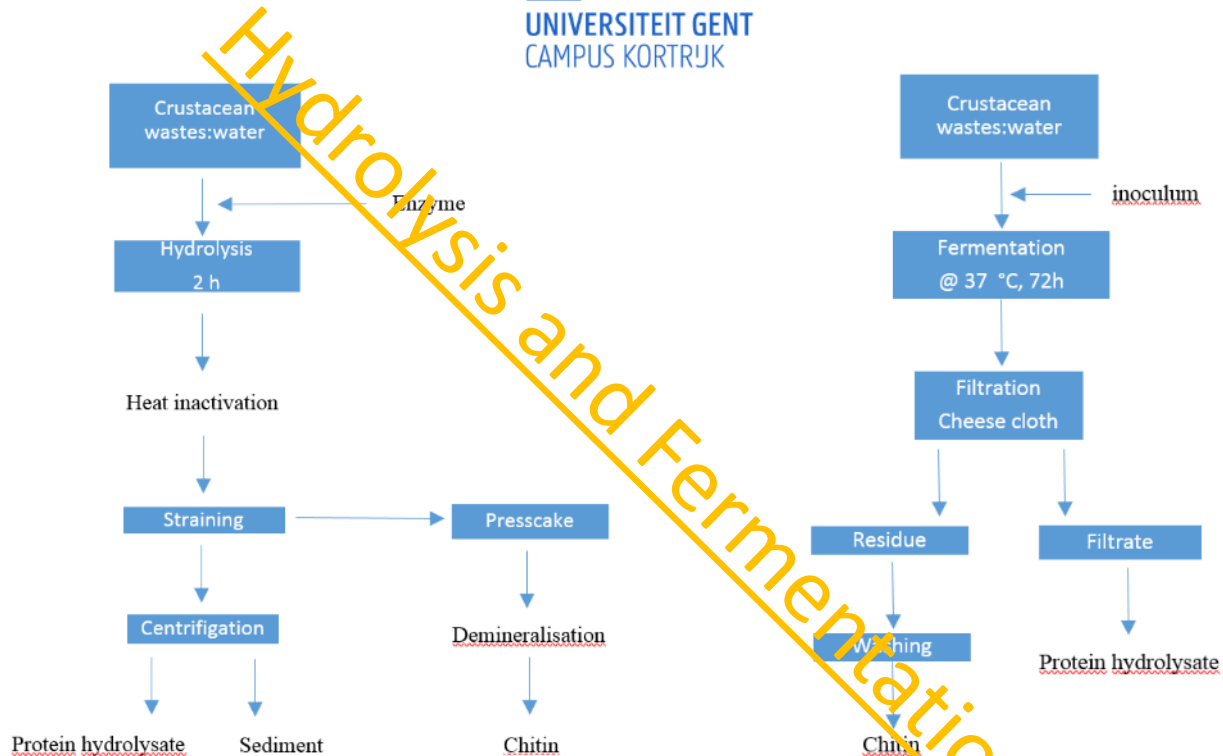 UNIVERSITEIT GENT
CAMPUS KORTRIJK
Hydrolysis and Fermentatio
Crustacean
wastes:water
Enzyme
Hydrolysis
2 h
Heat inactivation
Straining
Presscake
Centrifigation
Demineralisation
Protein hydrolysate
Sediment
Chitin
Crustacean
wastes:water
inoculum
Fermentation
@ 37 °C, 72h
Filtration
Cheese cloth
Residue
Filtrate
Washing
Protein hydrolysate
Chitin